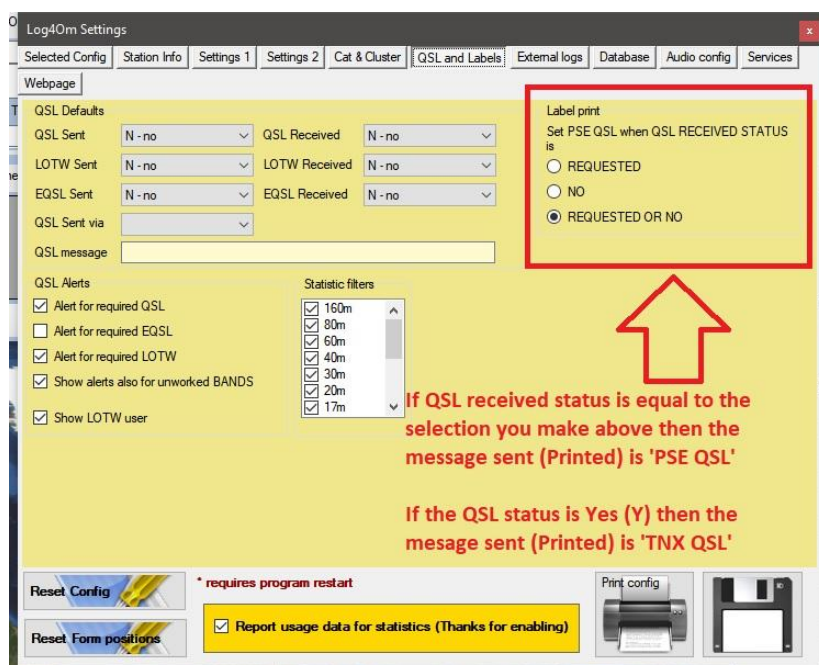 Log4Om Settings
x
Selected Config Station Info Settings 1 Settings 2 Cat & Cluster QSL and Labels External logs Database Audio config Services
Webpage
QSL Defaults
QSL Sent N - no QSL Received N - no
LOTW Sent N - no LOTW Received N - no
EQSL Sent N - no EQSL Received N - no
QSL Sent via
QSL message
Label print
Set PSE QSL when QSL RECEIVED STATUS
is
REQUESTED
NO
REQUESTED OR NO
QSL Alerts
Alert for required QSL
Alert for required EQSL
Alert for required LOTW
Show alerts also for unworked BANDS
Show LOTW user
Statistic filters
160m
80m
60m
40m
30m
20m
17m
If QSL received status is equal to the
selection you make above then the
message sent (Printed) is 'PSE QSL'
If the QSL status is Yes (Y) then the
mesage sent (Printed) is 'TNX QSL'
Reset Config
* requires program restart
Print config
Reset Form positions
Report usage data for statistics (Thanks for enabling)